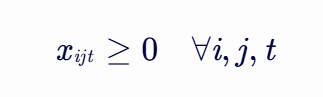 x_{ijt} ≥ 0 ∀i, j, t